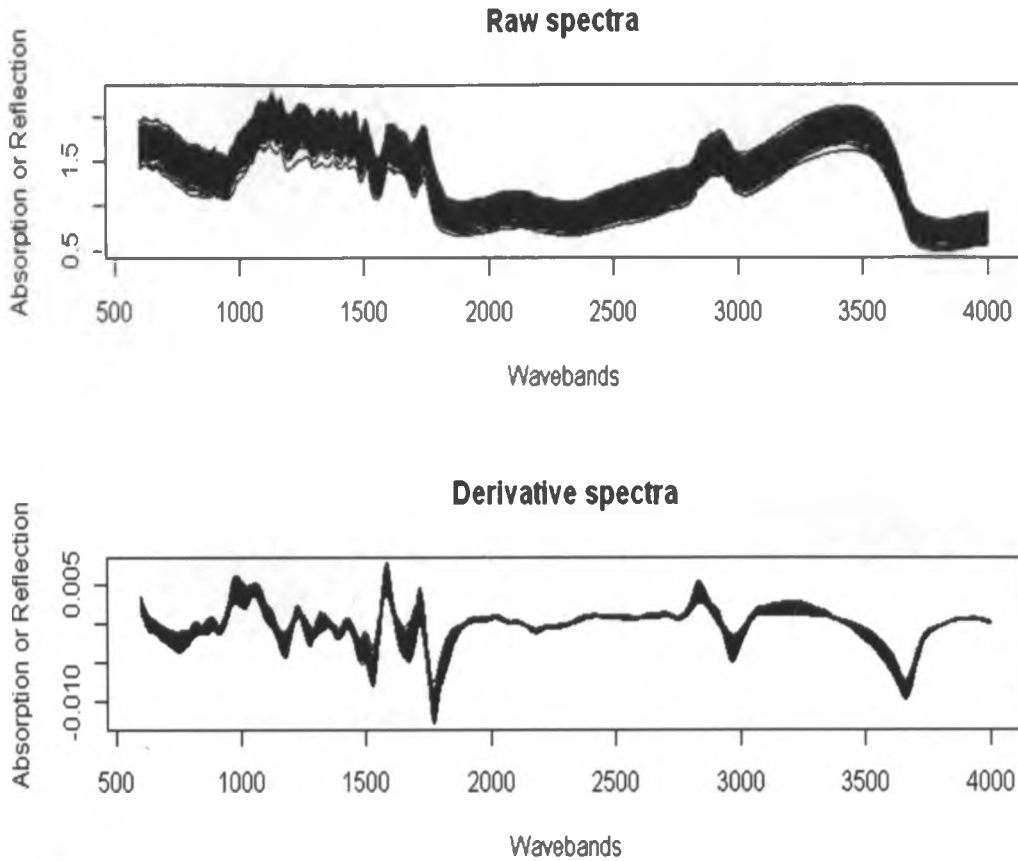 Raw spectra
Absorption or Reflection
1.5
0.5
500 1000 1500 2000 2500 3000 3500 4000
Wavebands
Derivative spectra
Absorption or Reflection
0.005
-0.010
500 1000 1500 2000 2500 3000 3500 4000
Wavebands